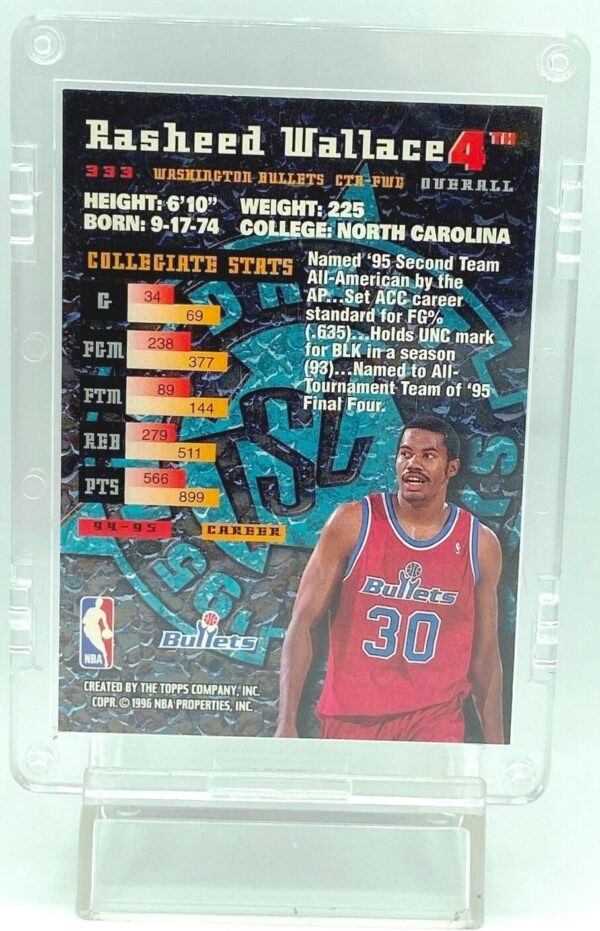 Rasheed Wallace 4TH
333 WASHINGTON BULLETS CTR-FWD OVERALL
HEIGHT: 6'10" WEIGHT: 225
BORN: 9-17-74 COLLEGE: NORTH CAROLINA
COLLEGIATE STATS
G 34 69
FGM 238 377
FTM 89 144
REB 279 511
PTS 566 899
94-95 CAREER
Named '95 Second Team
All-American by the
AP...Set ACC career
standard for FG%
(.635)...Holds UNC mark
for BLK in a season
(93)...Named to All-
Tournament Team of '95
Final Four.
Bullets
30
NBA
Bullets
CREATED BY THE TOPPS COMPANY, INC.
COPR. © 1996 NBA PROPERTIES, INC.